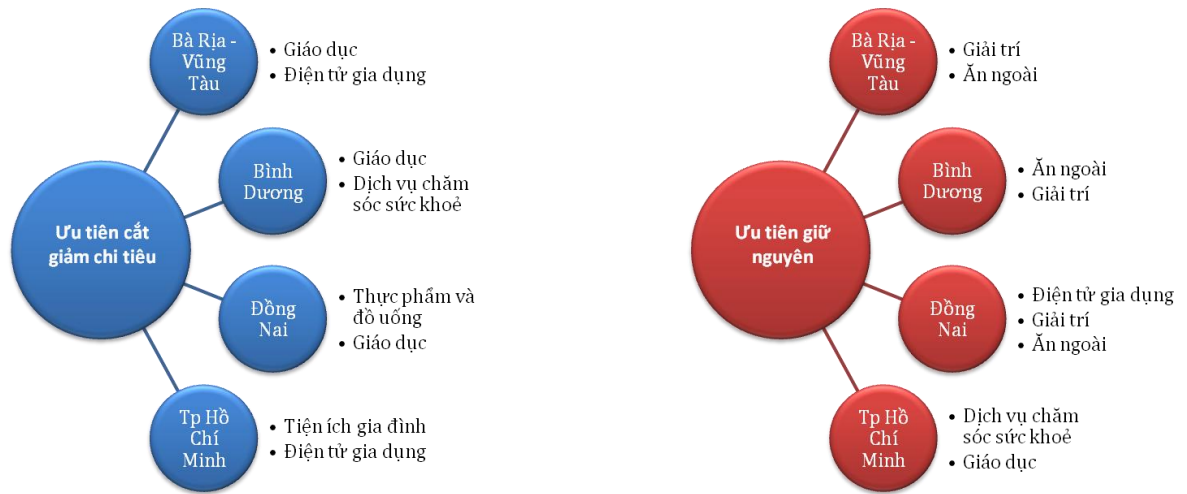 Ưu tiên cắt
giảm chi tiêu
Bà Rịa -
Vũng
Tàu
• Giáo dục
• Điện tử gia dụng
Bình
Dương
• Giáo dục
• Dịch vụ chăm
sóc sức khoẻ
Đồng
Nai
• Thực phẩm và
đồ uống
• Giáo dục
Tp Hồ
Chí
Minh
• Tiện ích gia đình
• Điện tử gia dụng
Ưu tiên giữ
nguyên
Bà Rịa -
Vũng
Tàu
• Giải trí
• Ăn ngoài
Bình
Dương
• Ăn ngoài
• Giải trí
Đồng
Nai
• Điện tử gia dụng
• Giải trí
• Ăn ngoài
Tp Hồ
Chí
Minh
• Dịch vụ chăm
sóc sức khoẻ
• Giáo dục